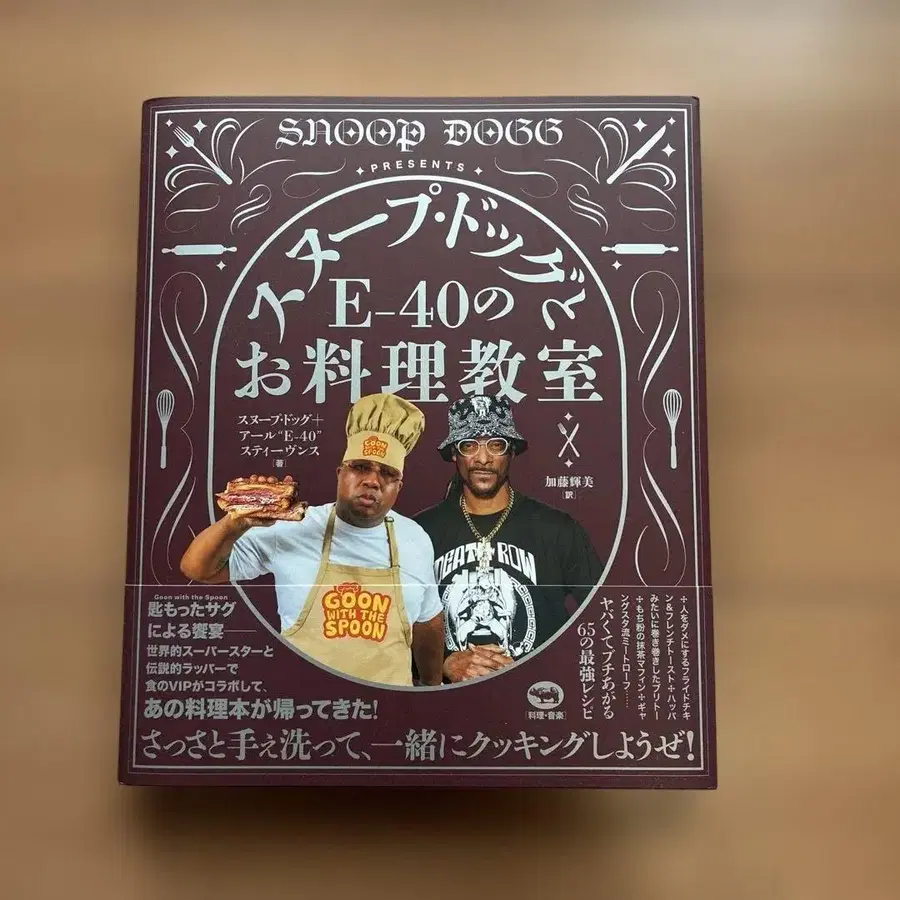 SNOOP DOGG
PRESENTS
スヌープ・ドッグと
E-40の
お料理教室
スヌープ・ドッグ+
アール“E-40”
スティーヴンス
[著]
加藤輝美
[訳]
GOON
WITH THE
SPOON
DEATH ROW
GOON
WITH THE
SPOON
Goon with the Spoon
匙もったサグ
による饗宴――
世界的スーパースターと
伝説的ラッパーで
食のVIPがコラボして、
あの料理本が帰ってきた!
+人をダメにするフライドチキ
ン&フレンチトースト+ハッパ
みたいに巻き巻きしたブリトー
+もち粉の抹茶マフィン+ギャ
ングスタ流ミートローフ……
ヤバくてブチあがる
65の最強レシピ
[料理・音楽]
さっさと手え洗って、一緒にクッキングしようぜ!